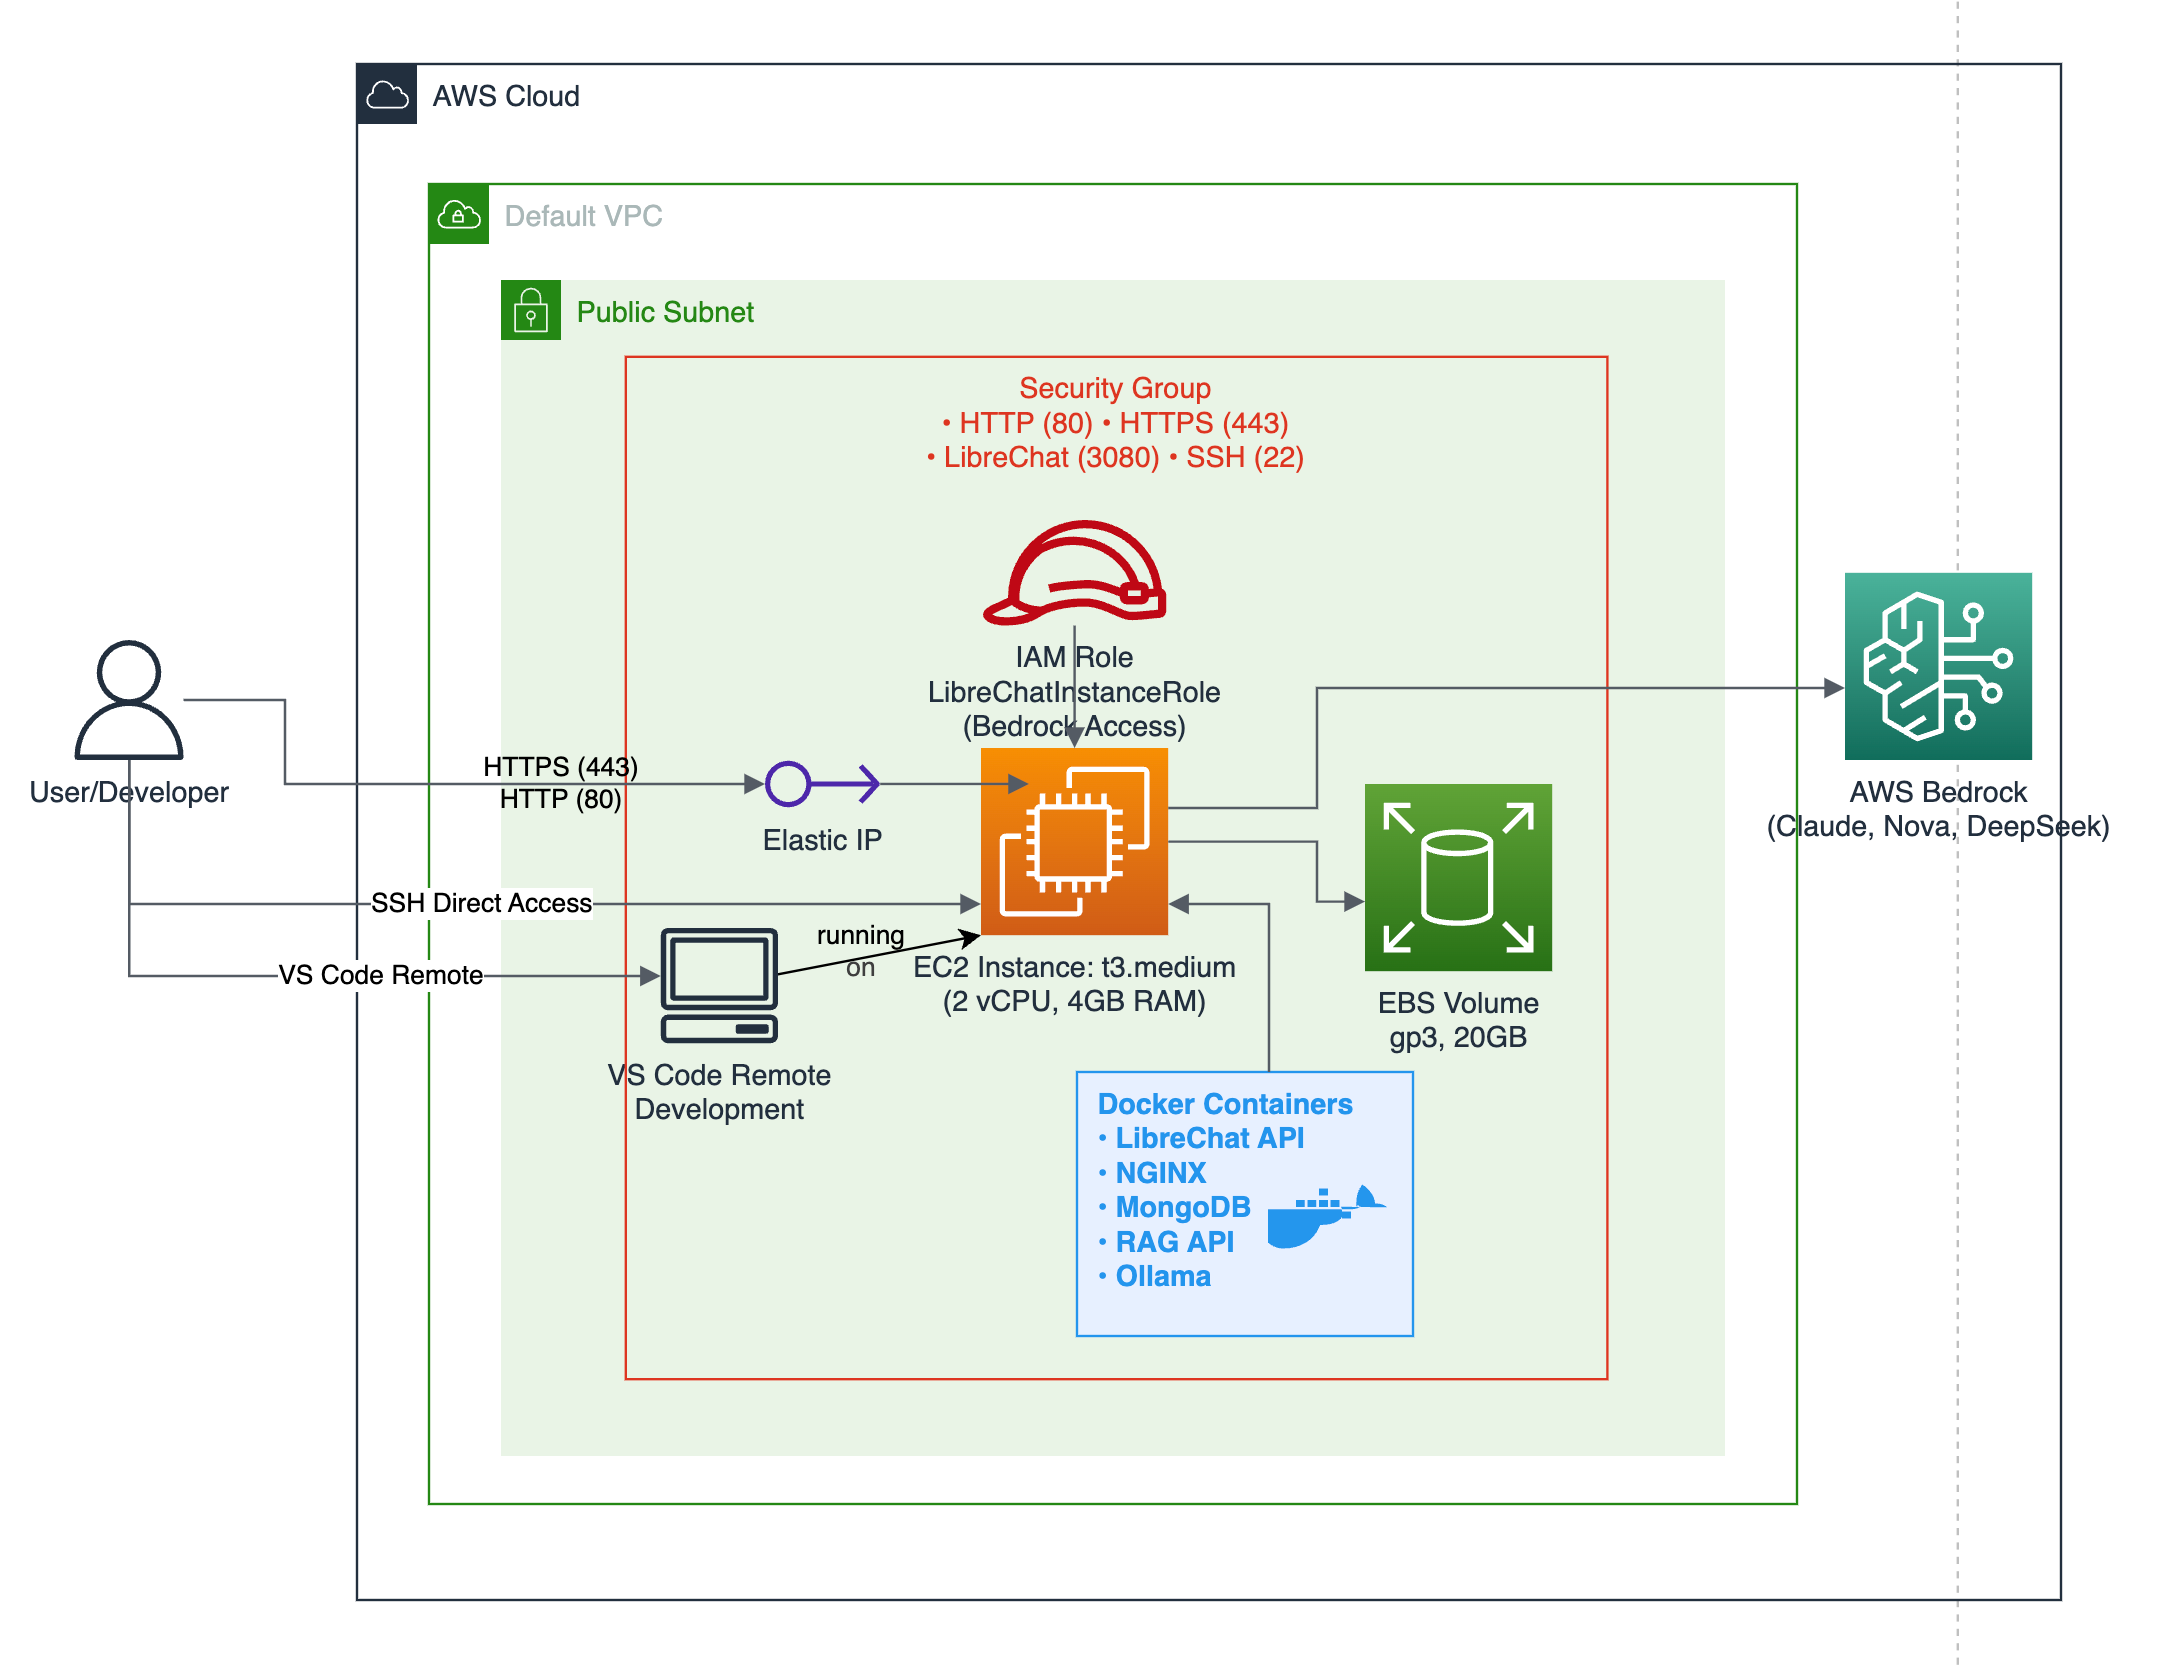 AWS Cloud
Default VPC
Public Subnet
Security Group
• HTTP (80) • HTTPS (443)
• LibreChat (3080) • SSH (22)
IAM Role
LibreChatInstanceRole
(Bedrock Access)
User/Developer
HTTPS (443)
HTTP (80)
Elastic IP
AWS Bedrock
(Claude, Nova, DeepSeek)
SSH Direct Access
VS Code Remote
running
on
EC2 Instance: t3.medium
(2 vCPU, 4GB RAM)
EBS Volume
gp3, 20GB
VS Code Remote
Development
Docker Containers
• LibreChat API
• NGINX
• MongoDB
• RAG API
• Ollama